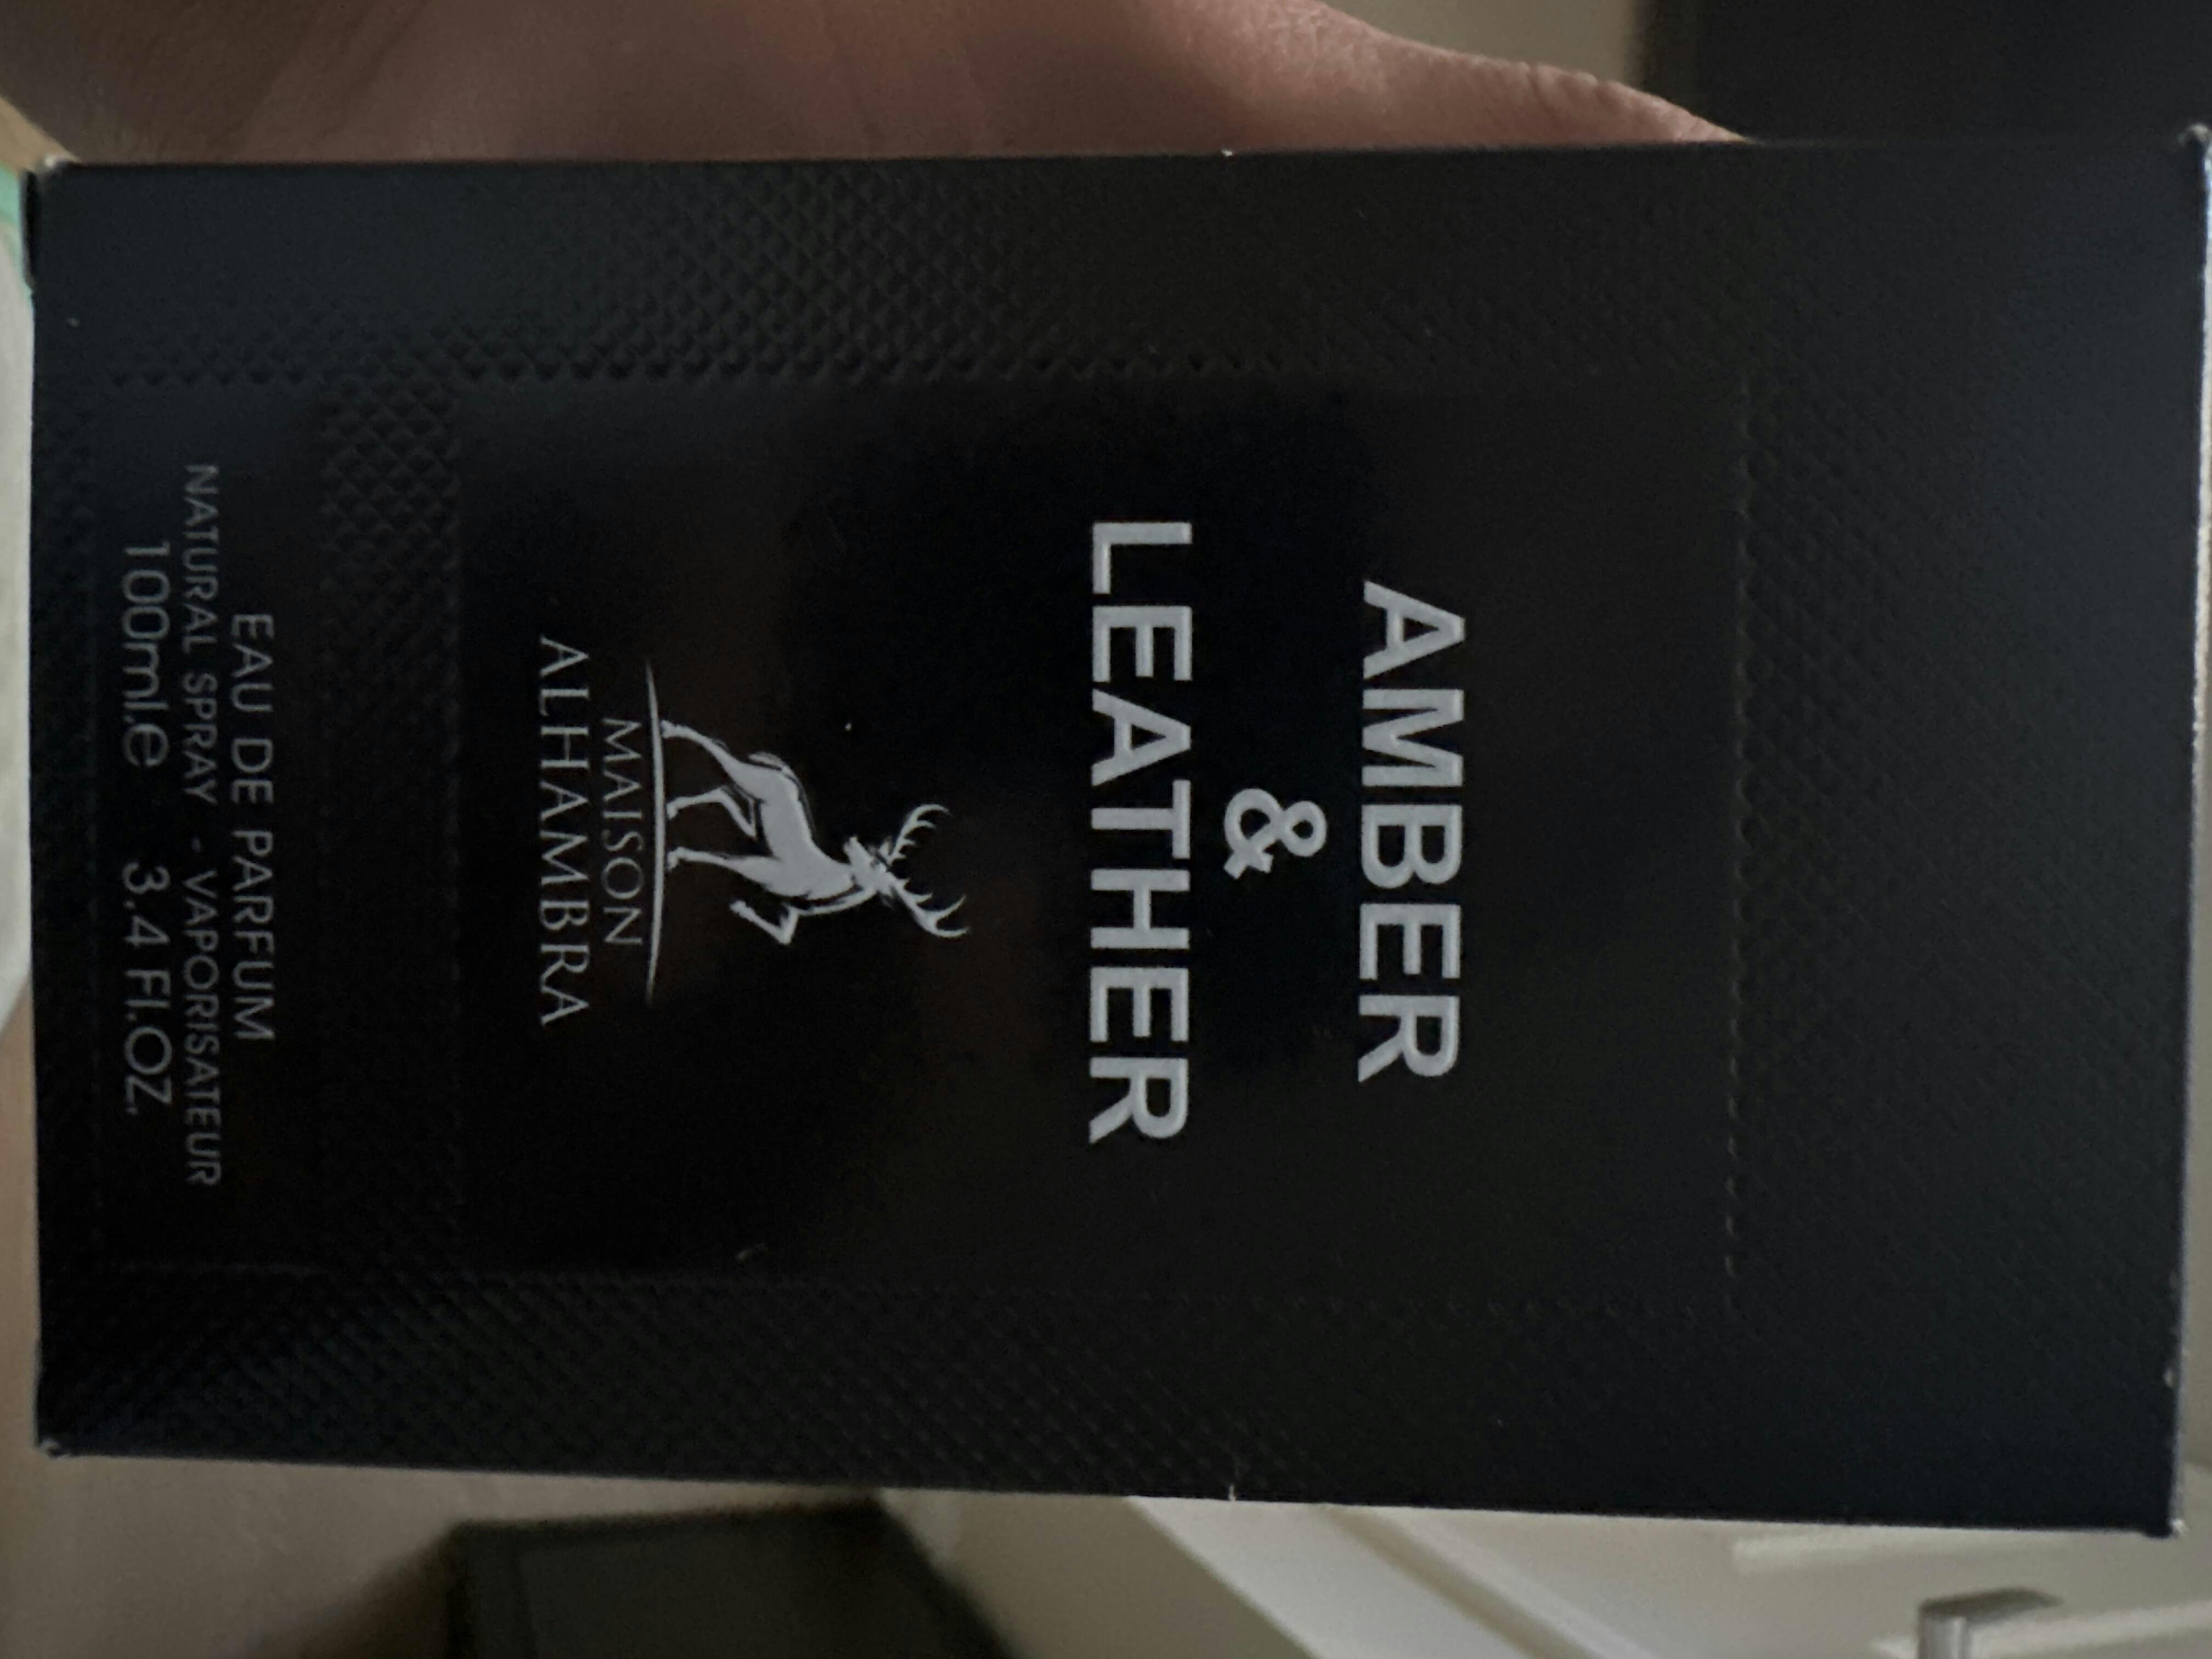 AMBER
&
LEATHER
MAISON
ALHAMBRA
EAU DE PARFUM
NATURAL SPRAY - VAPORISATEUR
100ml.e 3.4 Fl.OZ.